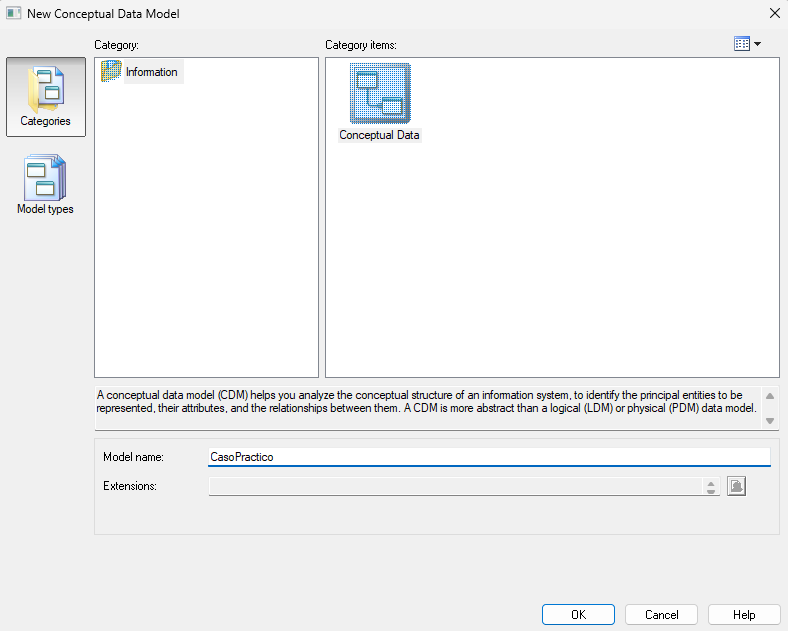 New Conceptual Data Model
Category:
Category items:
Categories
Model types
Information
Conceptual Data
A conceptual data model (CDM) helps you analyze the conceptual structure of an information system, to identify the principal entities to be
represented, their attributes, and the relationships between them. A CDM is more abstract than a logical (LDM) or physical (PDM) data model.
Model name:
CasoPractico
Extensions:
OK
Cancel
Help